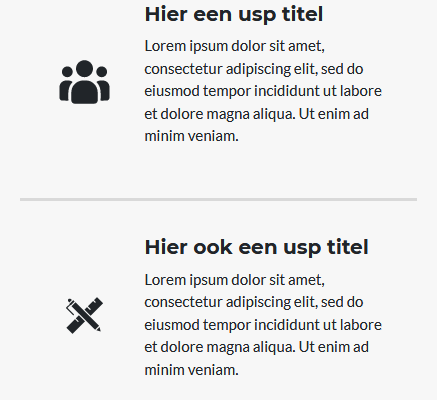 Hier een usp titel
Lorem ipsum dolor sit amet,
consectetur adipiscing elit, sed do
eiusmod tempor incididunt ut labore
et dolore magna aliqua. Ut enim ad
minim veniam.
Hier ook een usp titel
Lorem ipsum dolor sit amet,
consectetur adipiscing elit, sed do
eiusmod tempor incididunt ut labore
et dolore magna aliqua. Ut enim ad
minim veniam.